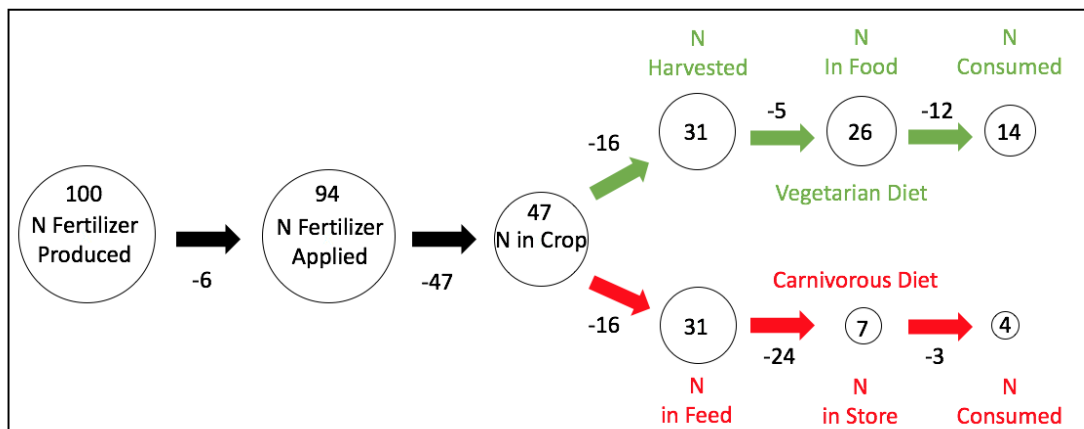 N
Harvested
N
In Food
N
Consumed
-5
-12
31
26
14
-16
Vegetarian Diet
100
N Fertilizer
Produced
94
N Fertilizer
Applied
47
N in Crop
-6
-47
Carnivorous Diet
-16
31
7
4
-24
-3
N
in Feed
N
in Store
N
Consumed